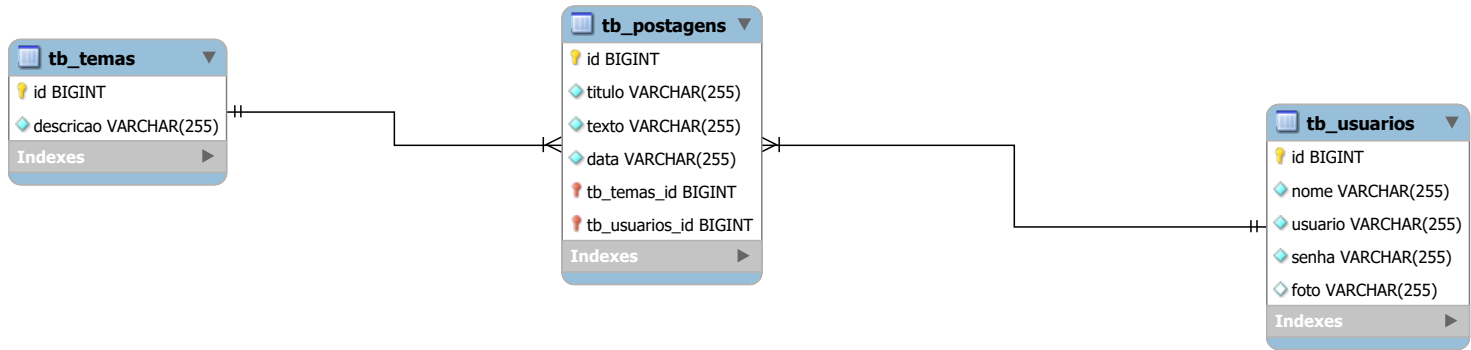 tb_temas
id BIGINT
descricao VARCHAR(255)
Indexes
tb_postagens
id BIGINT
titulo VARCHAR(255)
texto VARCHAR(255)
data VARCHAR(255)
tb_temas_id BIGINT
tb_usuarios_id BIGINT
Indexes
tb_usuarios
id BIGINT
nome VARCHAR(255)
usuario VARCHAR(255)
senha VARCHAR(255)
foto VARCHAR(255)
Indexes